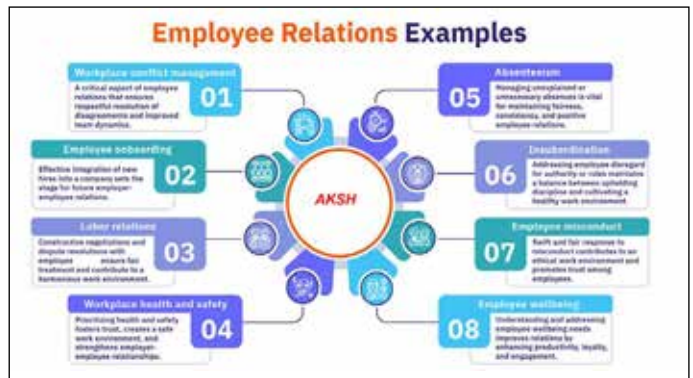 Employee Relations Examples
Workplace conflict management
01
A critical aspect of employee
relations that ensures
respectful resolution of
disagreements and improved
team dynamics.
Employee onboarding
02
Effective integration of new
hires into a company sets the
stage for future employer-
employee relations.
Labor relations
03
Constructive negotiations and
dispute resolutions with
employee ensure fair
treatment and contribute to a
harmonious work environment.
Workplace health and safety
04
Prioritizing health and safety
fosters trust, creates a safe
work environment, and
strengthens employer-
employee relationships.
AKSH
Absenteeism
05
Managing unexplained or
unnecessary absences is vital
for maintaining fairness,
consistency, and positive
employee relations.
Insubordination
06
Addressing employee disregard
for authority or rules maintains
a balance between upholding
discipline and cultivating a
healthy work environment.
Employee misconduct
07
Swift and fair response to
misconduct contributes to an
ethical work environment and
promotes trust among
employees.
Employee wellbeing
08
Understanding and addressing
employee wellbeing needs
improves relations by
enhancing productivity, loyalty,
and engagement.